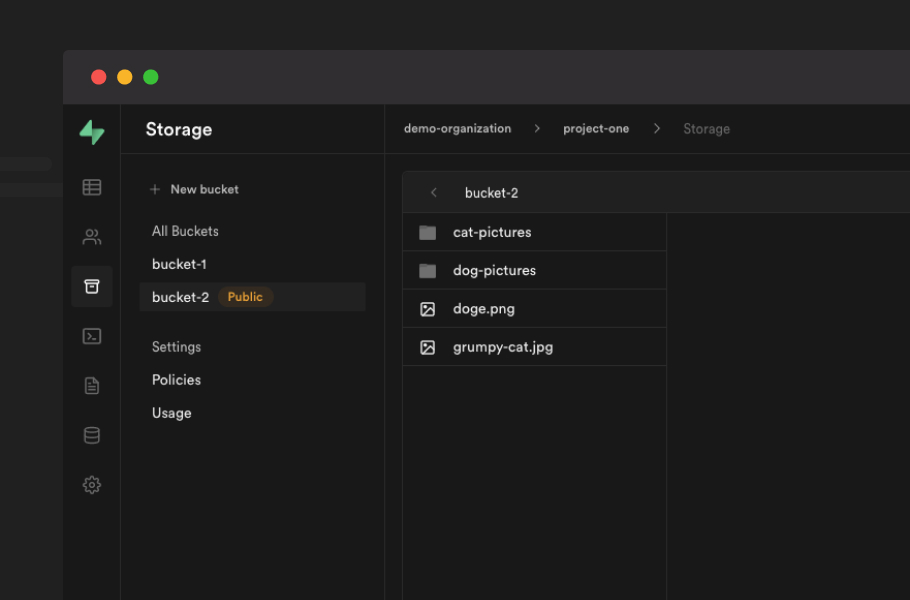 Storage
demo-organization > project-one > Storage
+ New bucket
All Buckets
bucket-1
bucket-2 Public
Settings
Policies
Usage
< bucket-2
cat-pictures
dog-pictures
doge.png
grumpy-cat.jpg